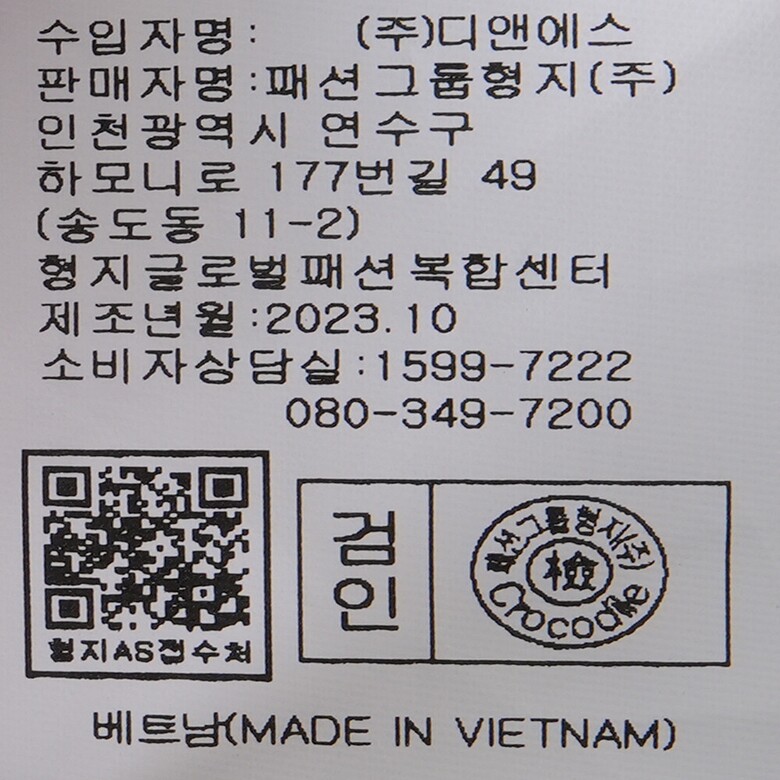 수입자명: (주)디앤에스
판매자명:패션그룹형지(주)
인천광역시 연수구
하모니로 177번길 49
(송도동 11-2)
형지글로벌패션복합센터
제조년월:2023.10
소비자상담실:1599-7222
080-349-7200
형지AS접수처
검인
패션그룹형지(주)
檢
Crocodile
베트남(MADE IN VIETNAM)